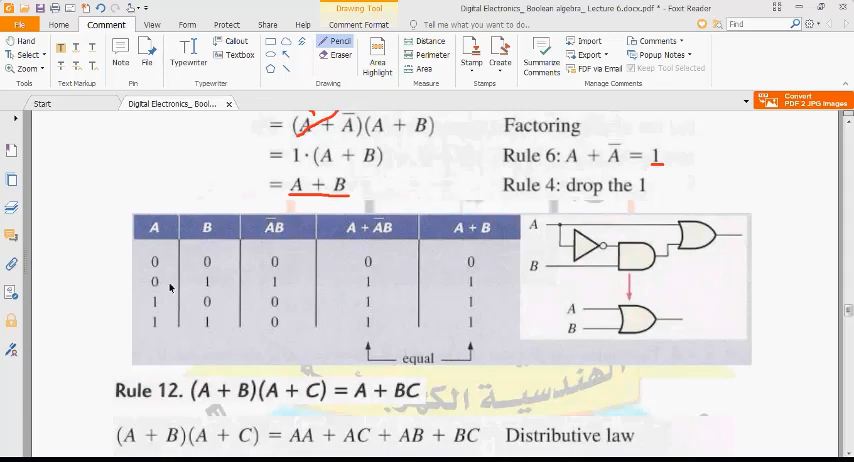 Drawing Tool
Digital Electronics_ Boolean algebra_ Lecture 6.docx.pdf * - Foxit Reader
File Home Comment View Form Protect Share Help Comment Format Tell me what you want to do... Find
Hand Select Zoom
Tools
Text Markup
Note File
Pin
Typewriter Callout Textbox
Typewriter
Pencil Eraser Area Highlight
Drawing
Distance Perimeter Area
Measure
Stamp Create
Stamps
Summarize Comments Import Export FDF via Email Comments Popup Notes Keep Tool Selected
Manage Comments
Start Digital Electronics_ Bool...
Convert PDF 2 JPG Images
= (A + A̅)(A + B) Factoring
= 1·(A + B) Rule 6: A + A̅ = 1
= A + B Rule 4: drop the 1
A B A̅B A + A̅B A + B
0 0 0 0 0
0 1 1 1 1
1 0 0 1 1
1 1 0 1 1
equal
A
B
A
B
Rule 12. (A + B)(A + C) = A + BC
(A + B)(A + C) = AA + AC + AB + BC Distributive law